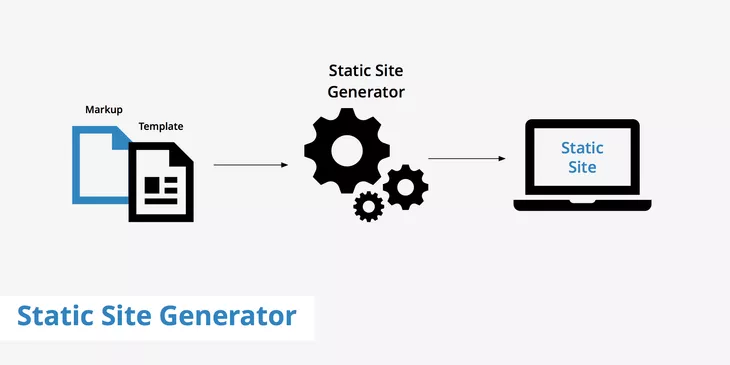 Markup
Template
Static Site
Generator
Static
Site
Static Site Generator